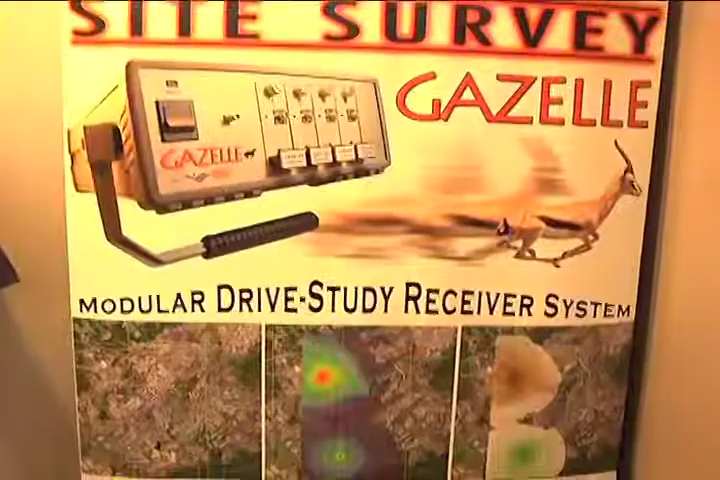 SITE SURVEY
GAZELLE
GAZELLE
MODULAR DRIVE-STUDY RECEIVER SYSTEM